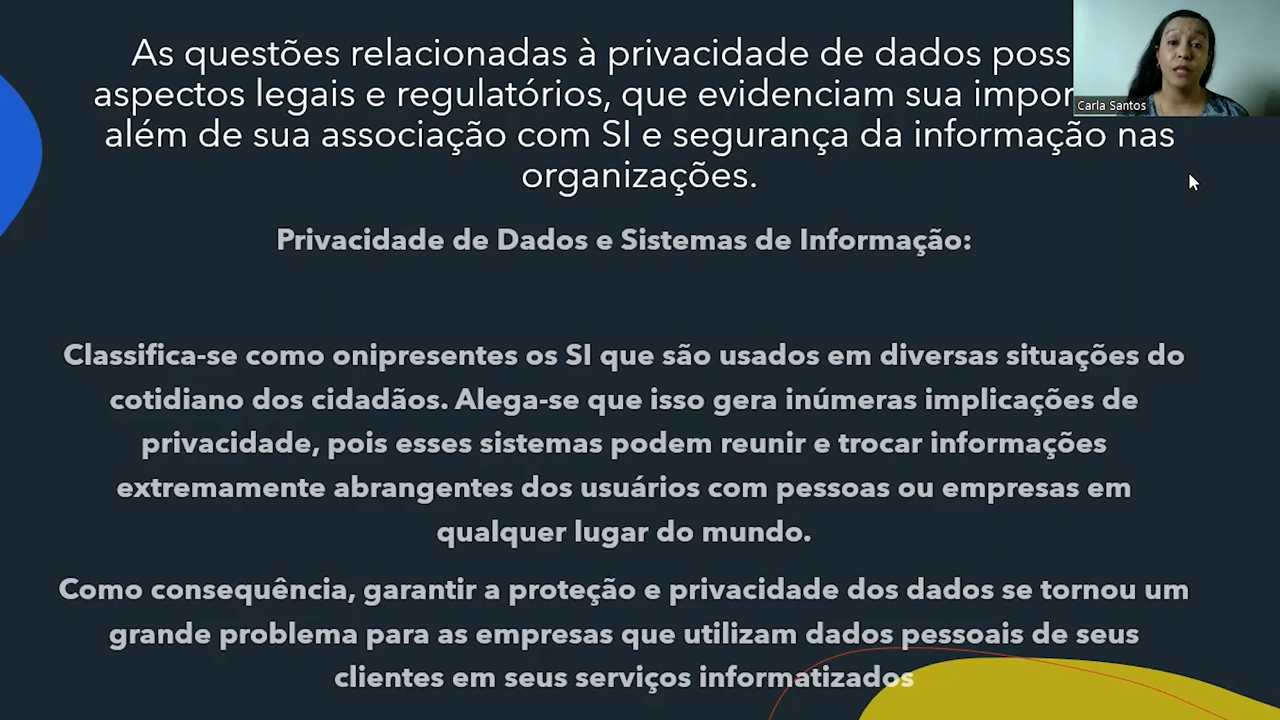 As questões relacionadas à privacidade de dados
aspectos legais e regulatórios, que evidenciam sua
além de sua associação com SI e segurança da informação nas
organizações.
Carla Santos
Privacidade de Dados e Sistemas de Informação:
Classifica-se como onipresentes os SI que são usados em diversas situações do
cotidiano dos cidadãos. Alega-se que isso gera inúmeras implicações de
privacidade, pois esses sistemas podem reunir e trocar informações
extremamente abrangentes dos usuários com pessoas ou empresas em
qualquer lugar do mundo.
Como consequência, garantir a proteção e privacidade dos dados se tornou um
grande problema para as empresas que utilizam dados pessoais de seus
clientes em seus serviços informatizados